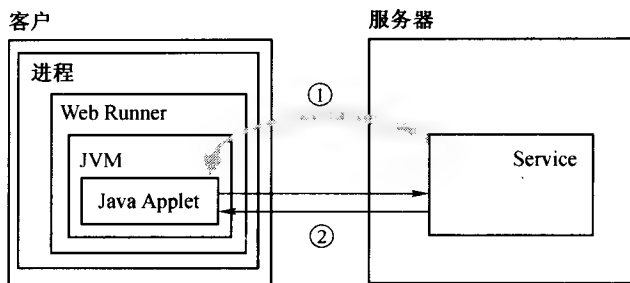 客户
服务器
进程
①
Web Runner
JVM
Service
Java Applet
②